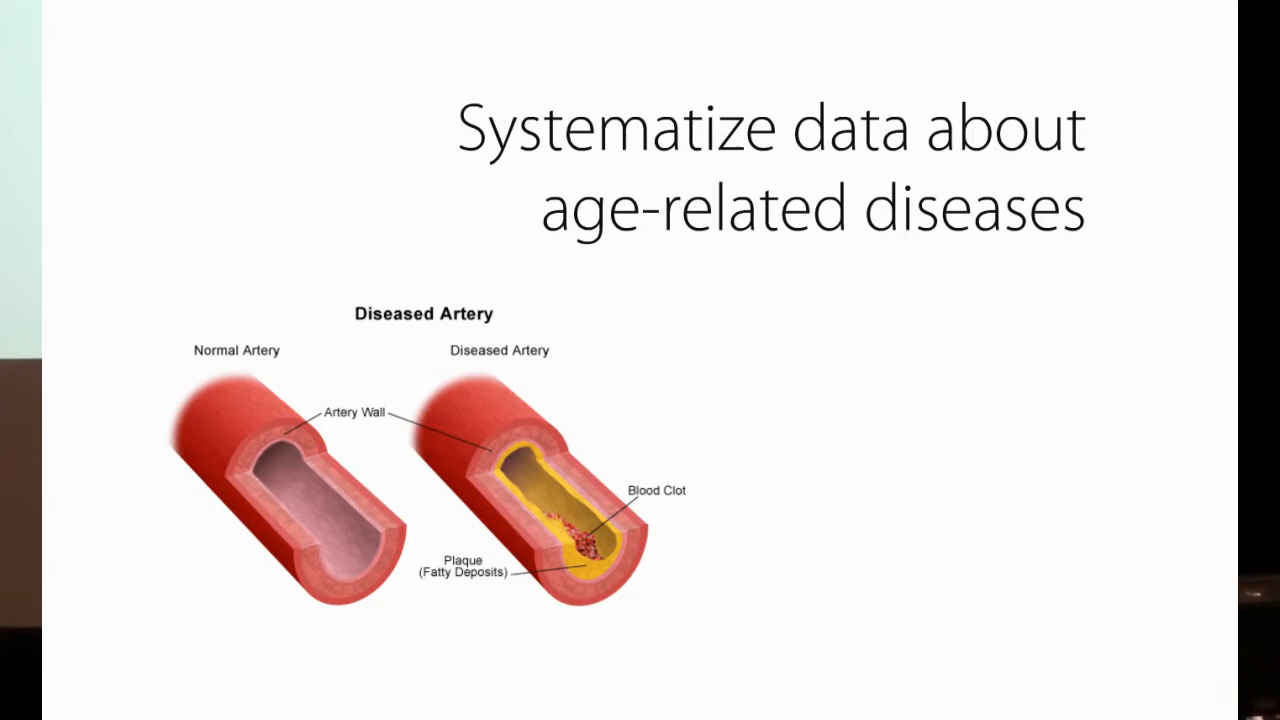 Systematize data about
age-related diseases
Diseased Artery
Normal Artery
Diseased Artery
Artery Wall
Blood Clot
Plaque
(Fatty Deposits)